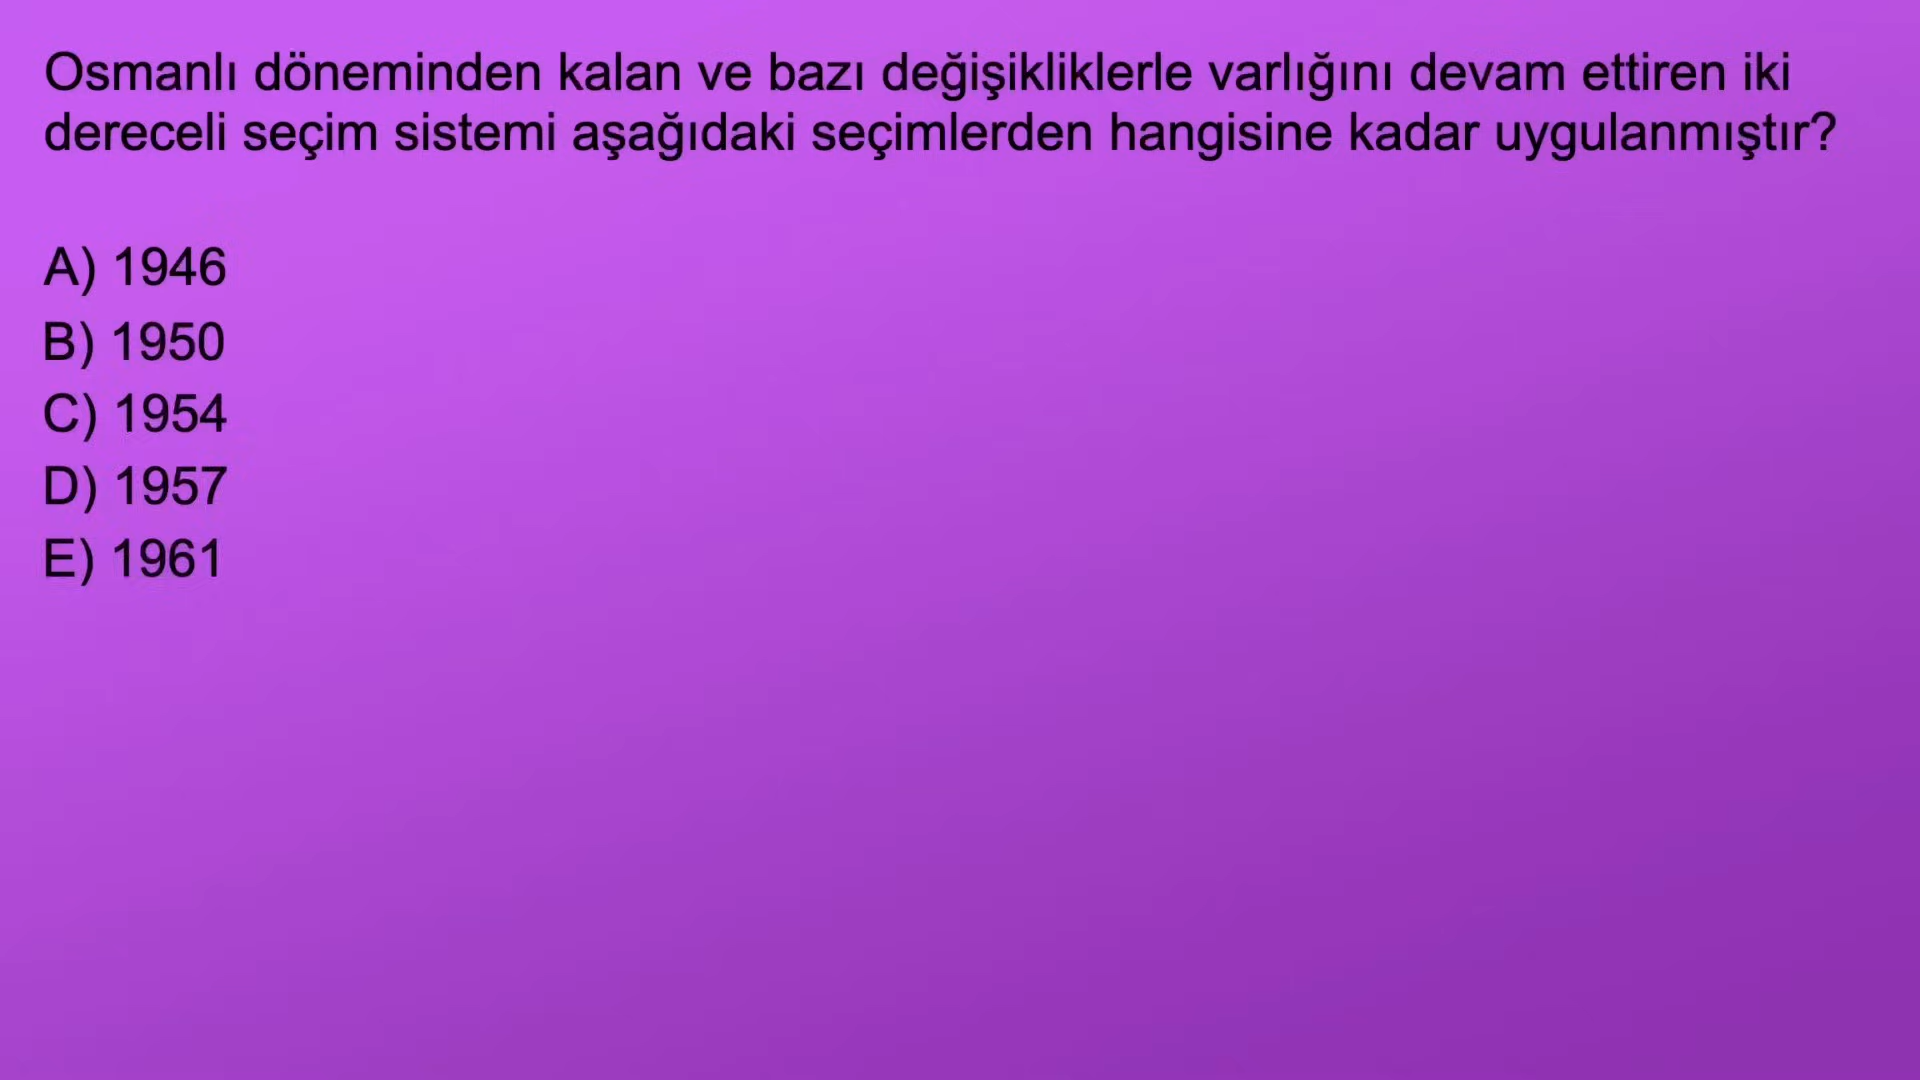 Osmanlı döneminden kalan ve bazı değişikliklerle varlığını devam ettiren iki
dereceli seçim sistemi aşağıdaki seçimlerden hangisine kadar uygulanmıştır?
A) 1946
B) 1950
C) 1954
D) 1957
E) 1961